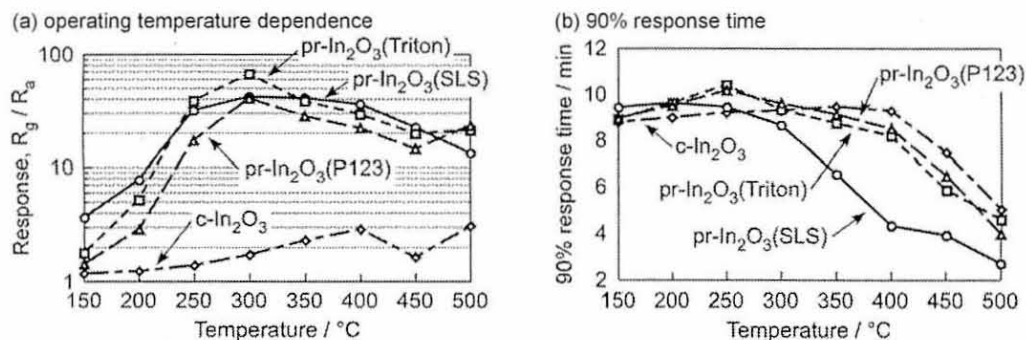 (a) operating temperature dependence
Response, R_g / R_a
100
10
1
pr-In₂O₃(Triton)
pr-In₂O₃(SLS)
pr-In₂O₃(P123)
c-In₂O₃
150 200 250 300 350 400 450 500
Temperature / °C
(b) 90% response time
90% response time / min
12
10
8
6
4
2
pr-In₂O₃(P123)
c-In₂O₃
pr-In₂O₃(Triton)
pr-In₂O₃(SLS)
150 200 250 300 350 400 450 500
Temperature / °C